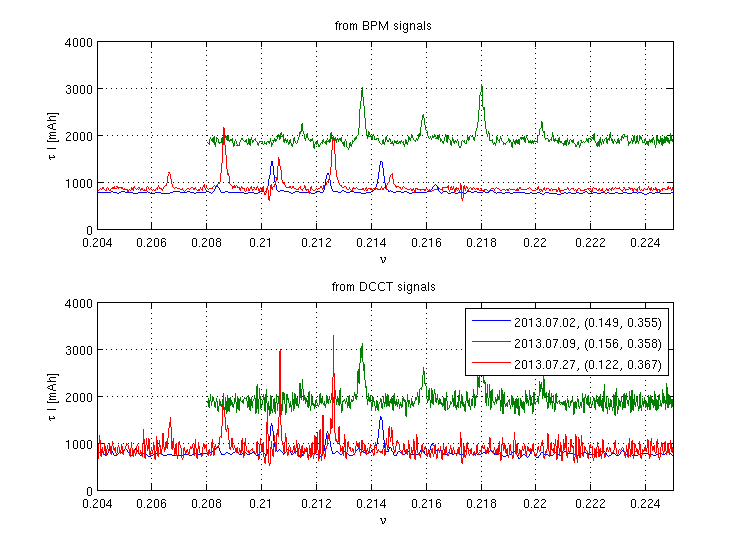 from BPM signals
4000
3000
2000
1000
0
τ I [mAh]
0.204 0.206 0.208 0.21 0.212 0.214 0.216 0.218 0.22 0.222 0.224
ν
from DCCT signals
4000
3000
2000
1000
0
τ I [mAh]
2013.07.02, (0.149, 0.355)
2013.07.09, (0.156, 0.358)
2013.07.27, (0.122, 0.367)
0.204 0.206 0.208 0.21 0.212 0.214 0.216 0.218 0.22 0.222 0.224
ν